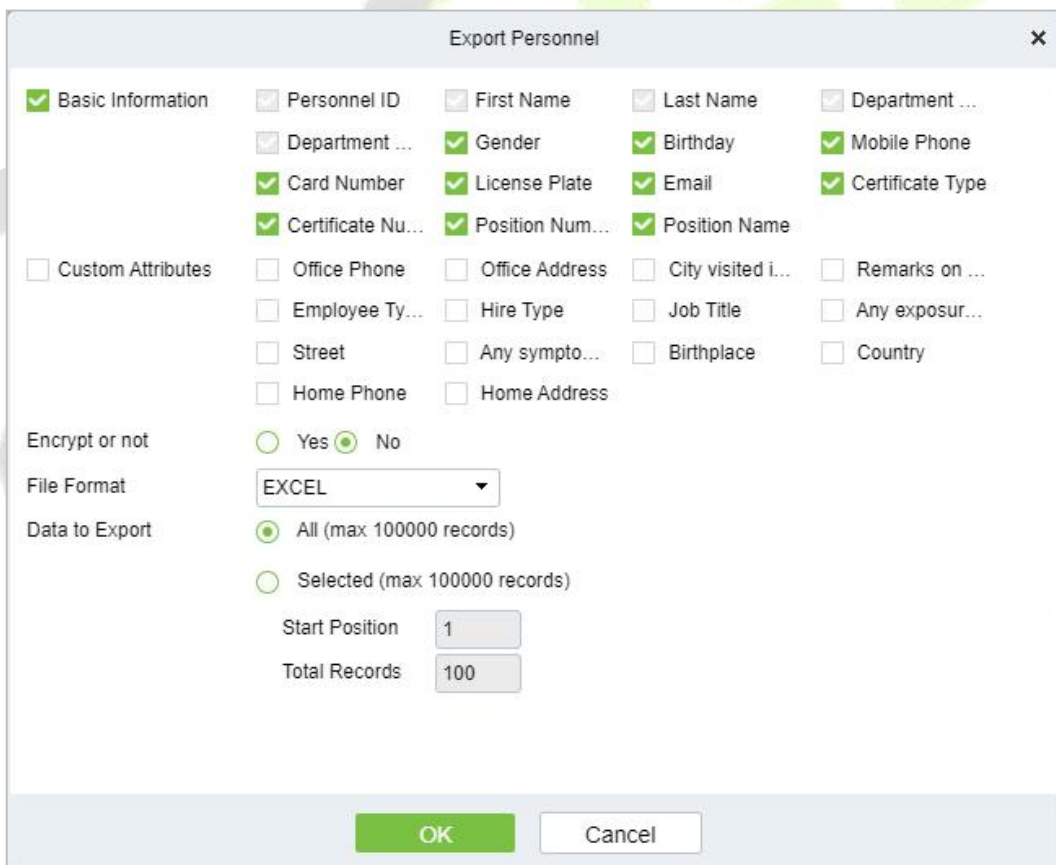 Export Personnel
Basic Information Personnel ID First Name Last Name Department ...
Department ... Gender Birthday Mobile Phone
Card Number License Plate Email Certificate Type
Certificate Nu... Position Num... Position Name
Custom Attributes Office Phone Office Address City visited i... Remarks on ...
Employee Ty... Hire Type Job Title Any exposur...
Street Any sympto... Birthplace Country
Home Phone Home Address
Encrypt or not Yes No
File Format EXCEL
Data to Export All (max 100000 records)
Selected (max 100000 records)
Start Position 1
Total Records 100
OK Cancel